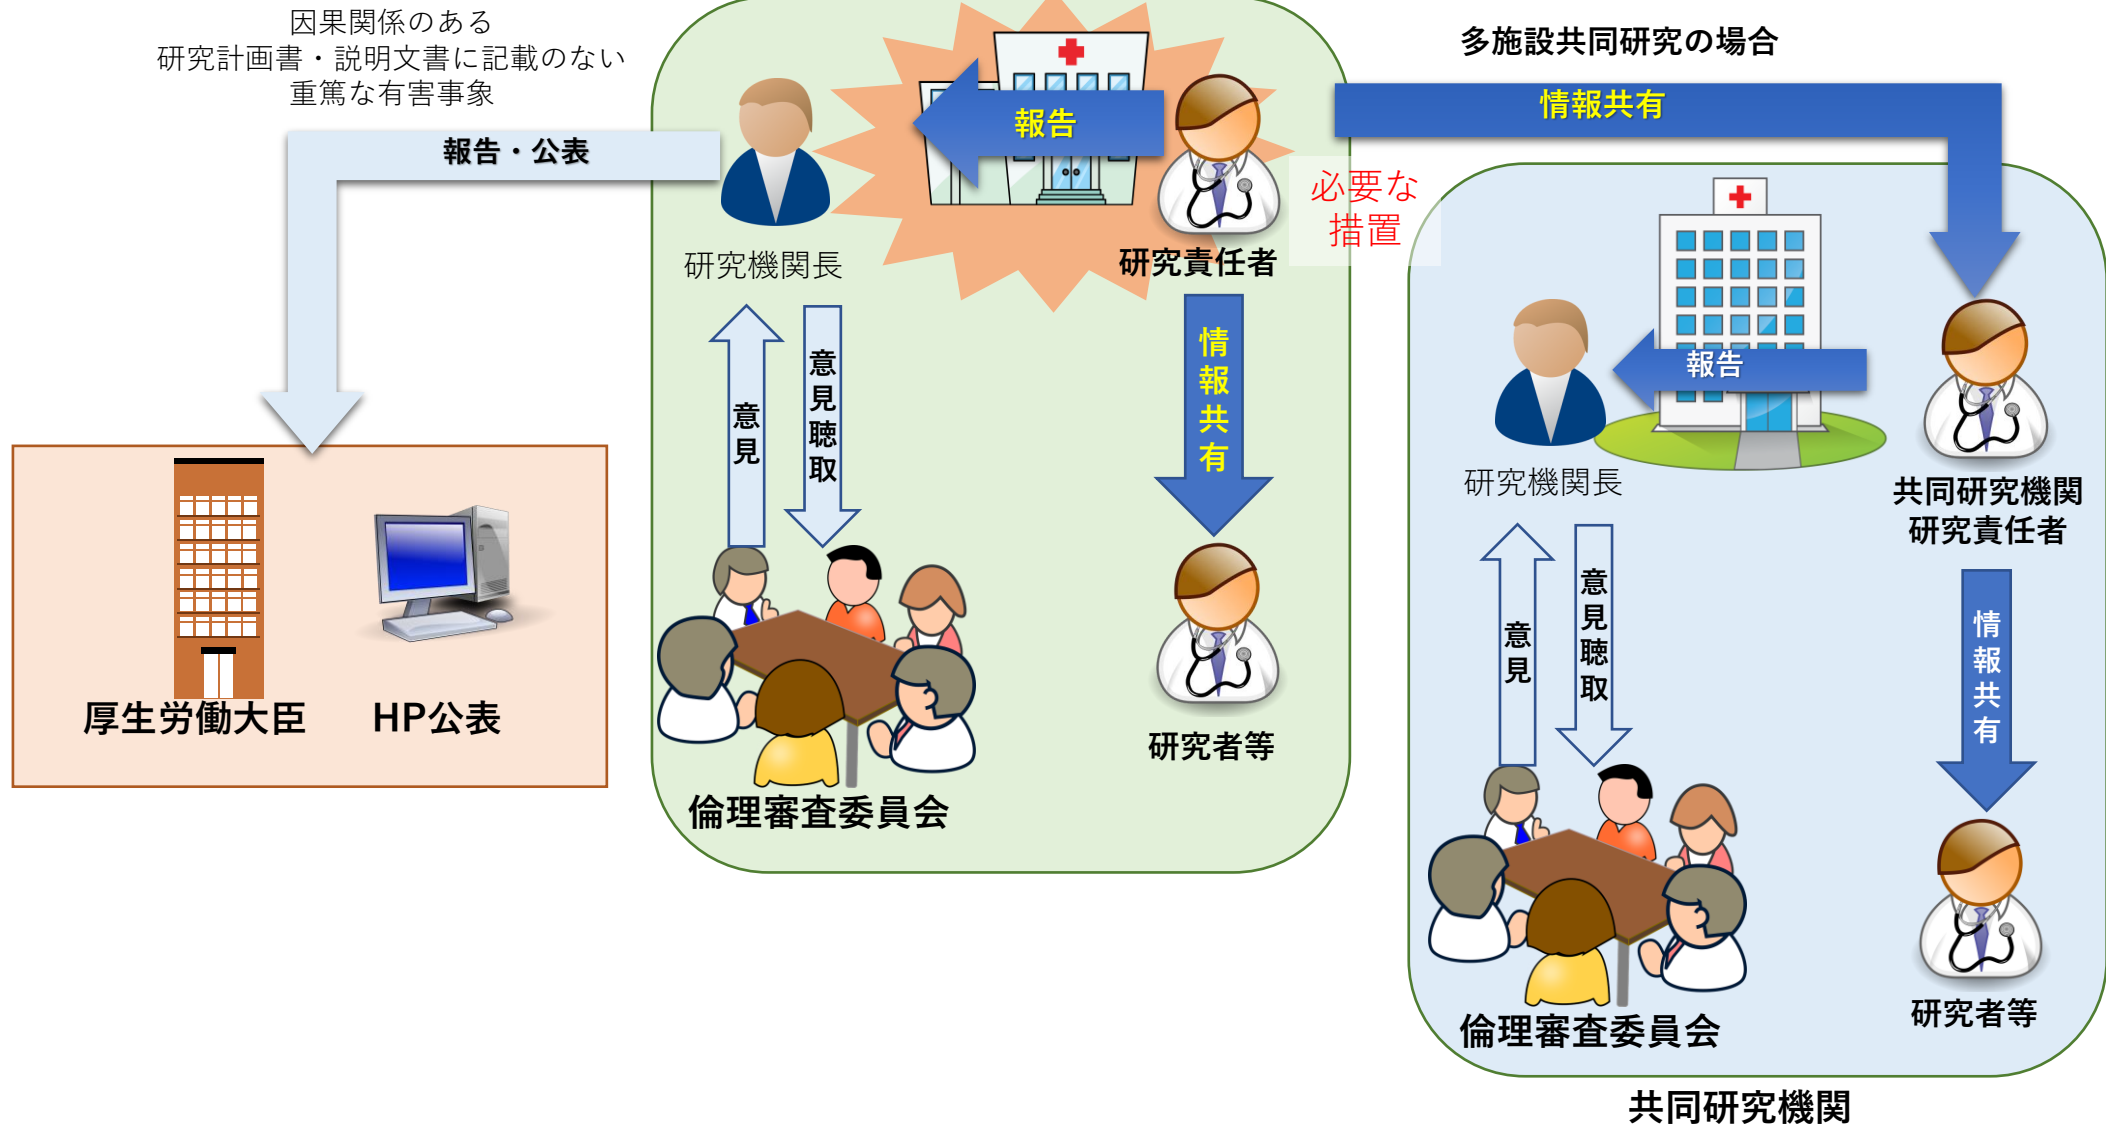 因果関係のある
研究計画書・説明文書に記載のない
重篤な有害事象
報告・公表
厚生労働大臣
HP公表
報告
研究機関長
研究責任者
必要な
措置
意見
意見聴取
情報共有
倫理審査委員会
研究者等
多施設共同研究の場合
情報共有
報告
研究機関長
共同研究機関
研究責任者
意見
意見聴取
情報共有
倫理審査委員会
研究者等
共同研究機関